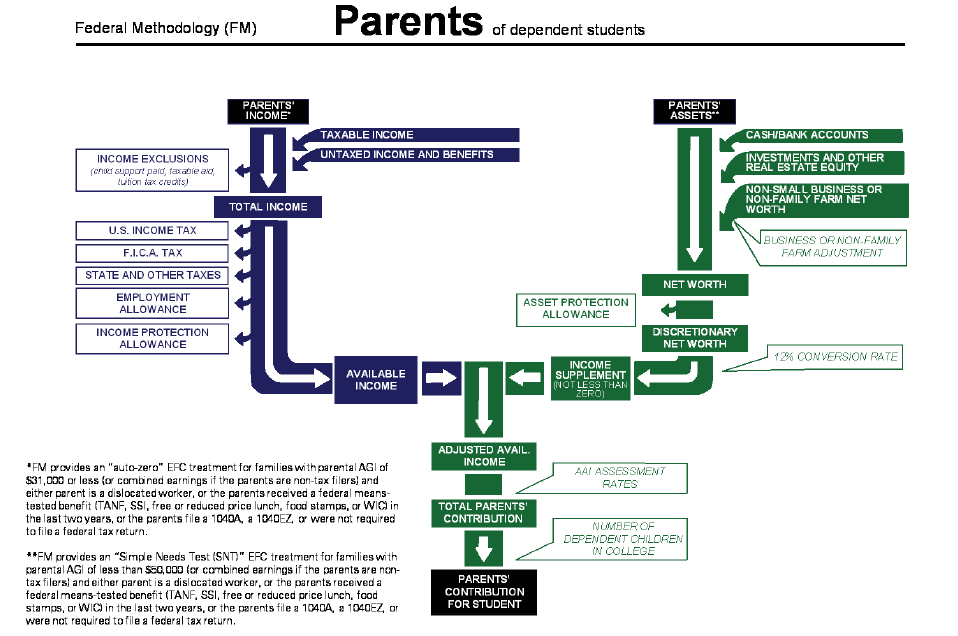 Federal Methodology (FM)
Parents of dependent students
PARENTS'
INCOME*
TAXABLE INCOME
UNTAXED INCOME AND BENEFITS
INCOME EXCLUSIONS
(child support paid, taxable aid,
tuition tax credits)
TOTAL INCOME
U.S. INCOME TAX
F.I.C.A. TAX
STATE AND OTHER TAXES
EMPLOYMENT
ALLOWANCE
INCOME PROTECTION
ALLOWANCE
AVAILABLE
INCOME
PARENTS'
ASSETS**
CASH/BANK ACCOUNTS
INVESTMENTS AND OTHER
REAL ESTATE EQUITY
NON-SMALL BUSINESS OR
NON-FAMILY FARM NET
WORTH
BUSINESS OR NON-FAMILY
FARM ADJUSTMENT
NET WORTH
ASSET PROTECTION
ALLOWANCE
DISCRETIONARY
NET WORTH
12% CONVERSION RATE
INCOME
SUPPLEMENT
(NOT LESS THAN
ZERO)
ADJUSTED AVAIL.
INCOME
AAI ASSESSMENT
RATES
TOTAL PARENTS'
CONTRIBUTION
NUMBER OF
DEPENDENT CHILDREN
IN COLLEGE
PARENTS'
CONTRIBUTION
FOR STUDENT
*FM provides an "auto-zero" EFC treatment for families with parental AGI of
$31,000 or less (or combined earnings if the parents are non-tax filers) and
either parent is a dislocated worker, or the parents received a federal means-
tested benefit (TANF, SSI, free or reduced price lunch, food stamps, or WIC) in
the last two years, or the parents file a 1040A, a 1040EZ, or were not required
to file a federal tax return.
**FM provides an "Simple Needs Test (SNT)" EFC treatment for families with
parental AGI of less than $50,000 (or combined earnings if the parents are non-
tax filers) and either parent is a dislocated worker, or the parents received a
federal means-tested benefit (TANF, SSI, free or reduced price lunch, food
stamps, or WIC) in the last two years, or the parents file a 1040A, a 1040EZ, or
were not required to file a federal tax return.